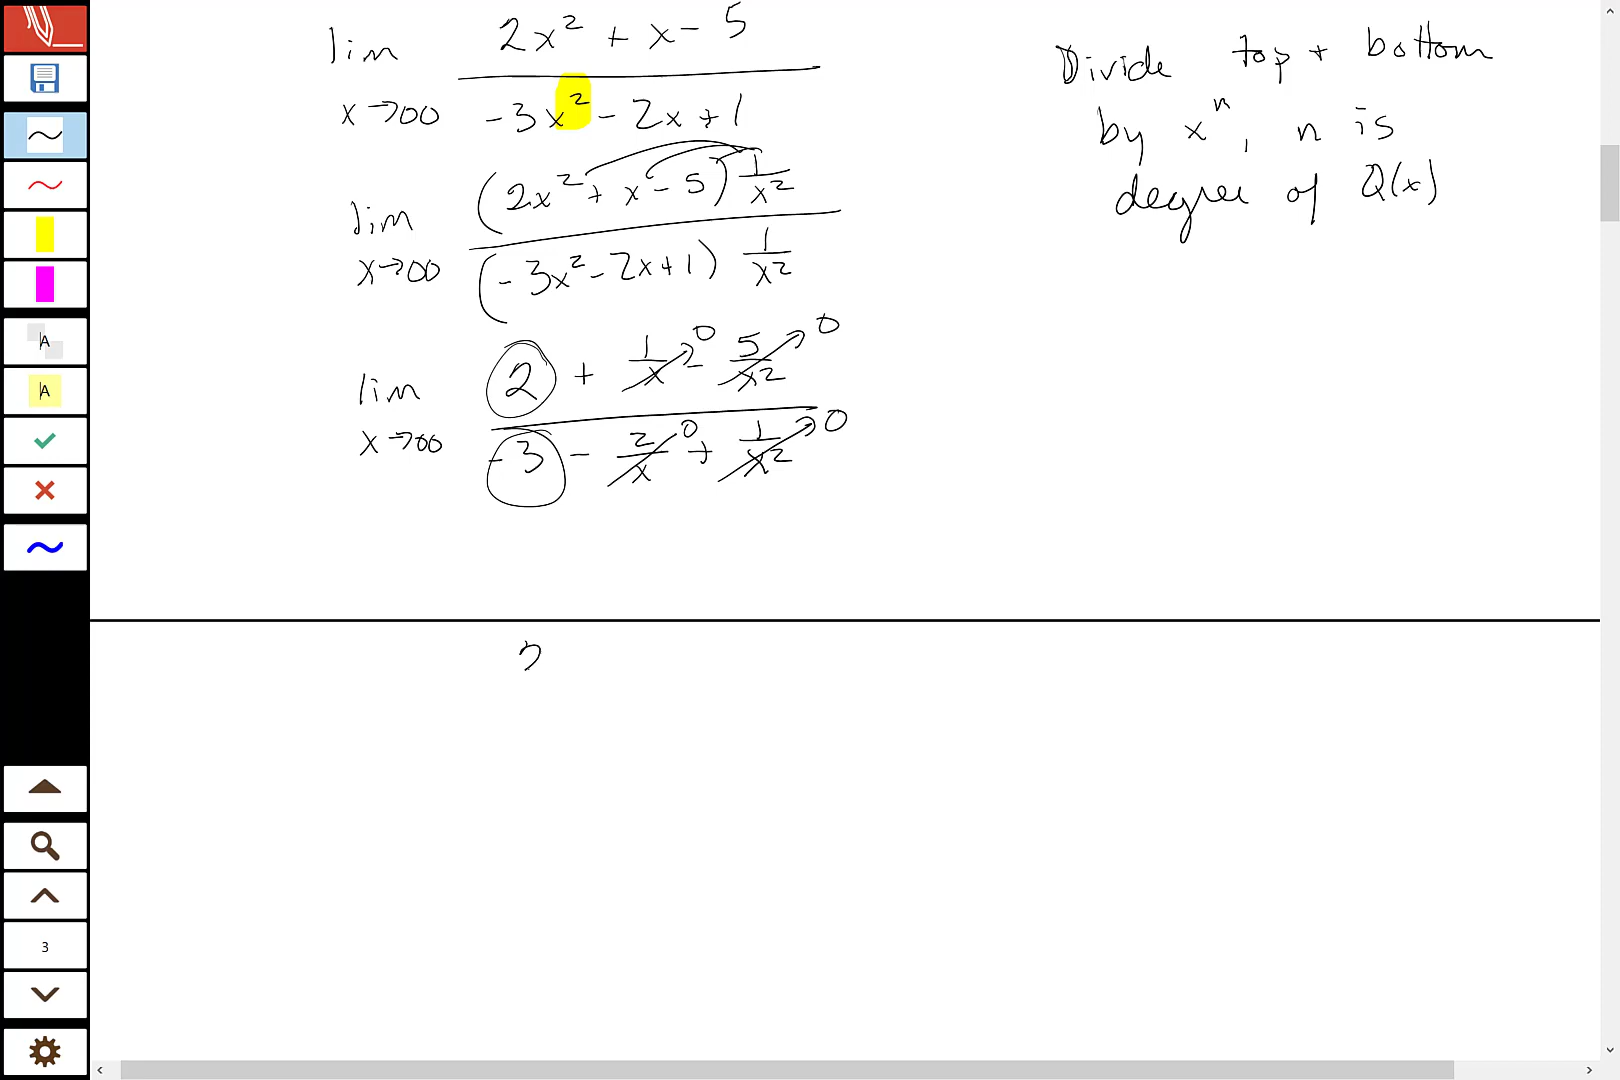 lim x→∞ (2x² + x - 5) / (-3x² - 2x + 1)
Divide top + bottom
by xⁿ, n is
degree of Q(x)
lim x→∞ ((2x² + x - 5) 1/x²) / ((-3x² - 2x + 1) 1/x²)
lim x→∞ (2 + 1/x → 0 - 5/x² → 0) / (-3 - 2/x → 0 + 1/x² → 0)
A
A
3